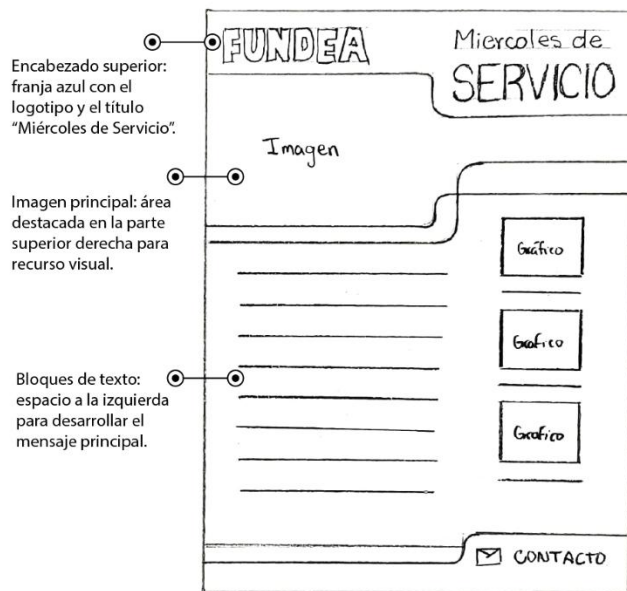 FUNDEA
Miercoles de
SERVICIO
Encabezado superior:
franja azul con el
logotipo y el título
“Miércoles de Servicio”.
Imagen
Imagen principal: área
destacada en la parte
superior derecha para
recurso visual.
Gráfico
Grafico
Grafico
Bloques de texto:
espacio a la izquierda
para desarrollar el
mensaje principal.
CONTACTO